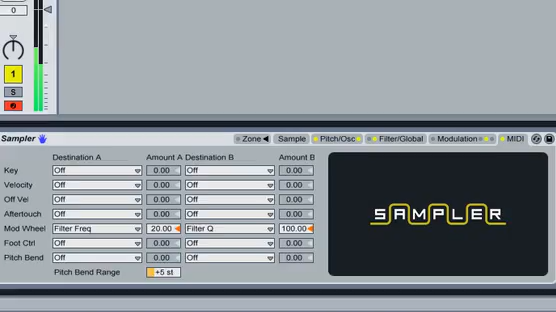 0
1
S
Sampler
Zone Sample Pitch/Osc Filter/Global Modulation MIDI
Destination A Amount A Destination B Amount B
Key Off 0.00 Off 0.00
Velocity Off 0.00 Off 0.00
Off Vel Off 0.00 Off 0.00
Aftertouch Off 0.00 Off 0.00
Mod Wheel Filter Freq 20.00 Filter Q 100.00
Foot Ctrl Off 0.00 Off 0.00
Pitch Bend Off 0.00 Off 0.00
Pitch Bend Range +5 st
SAMPLER